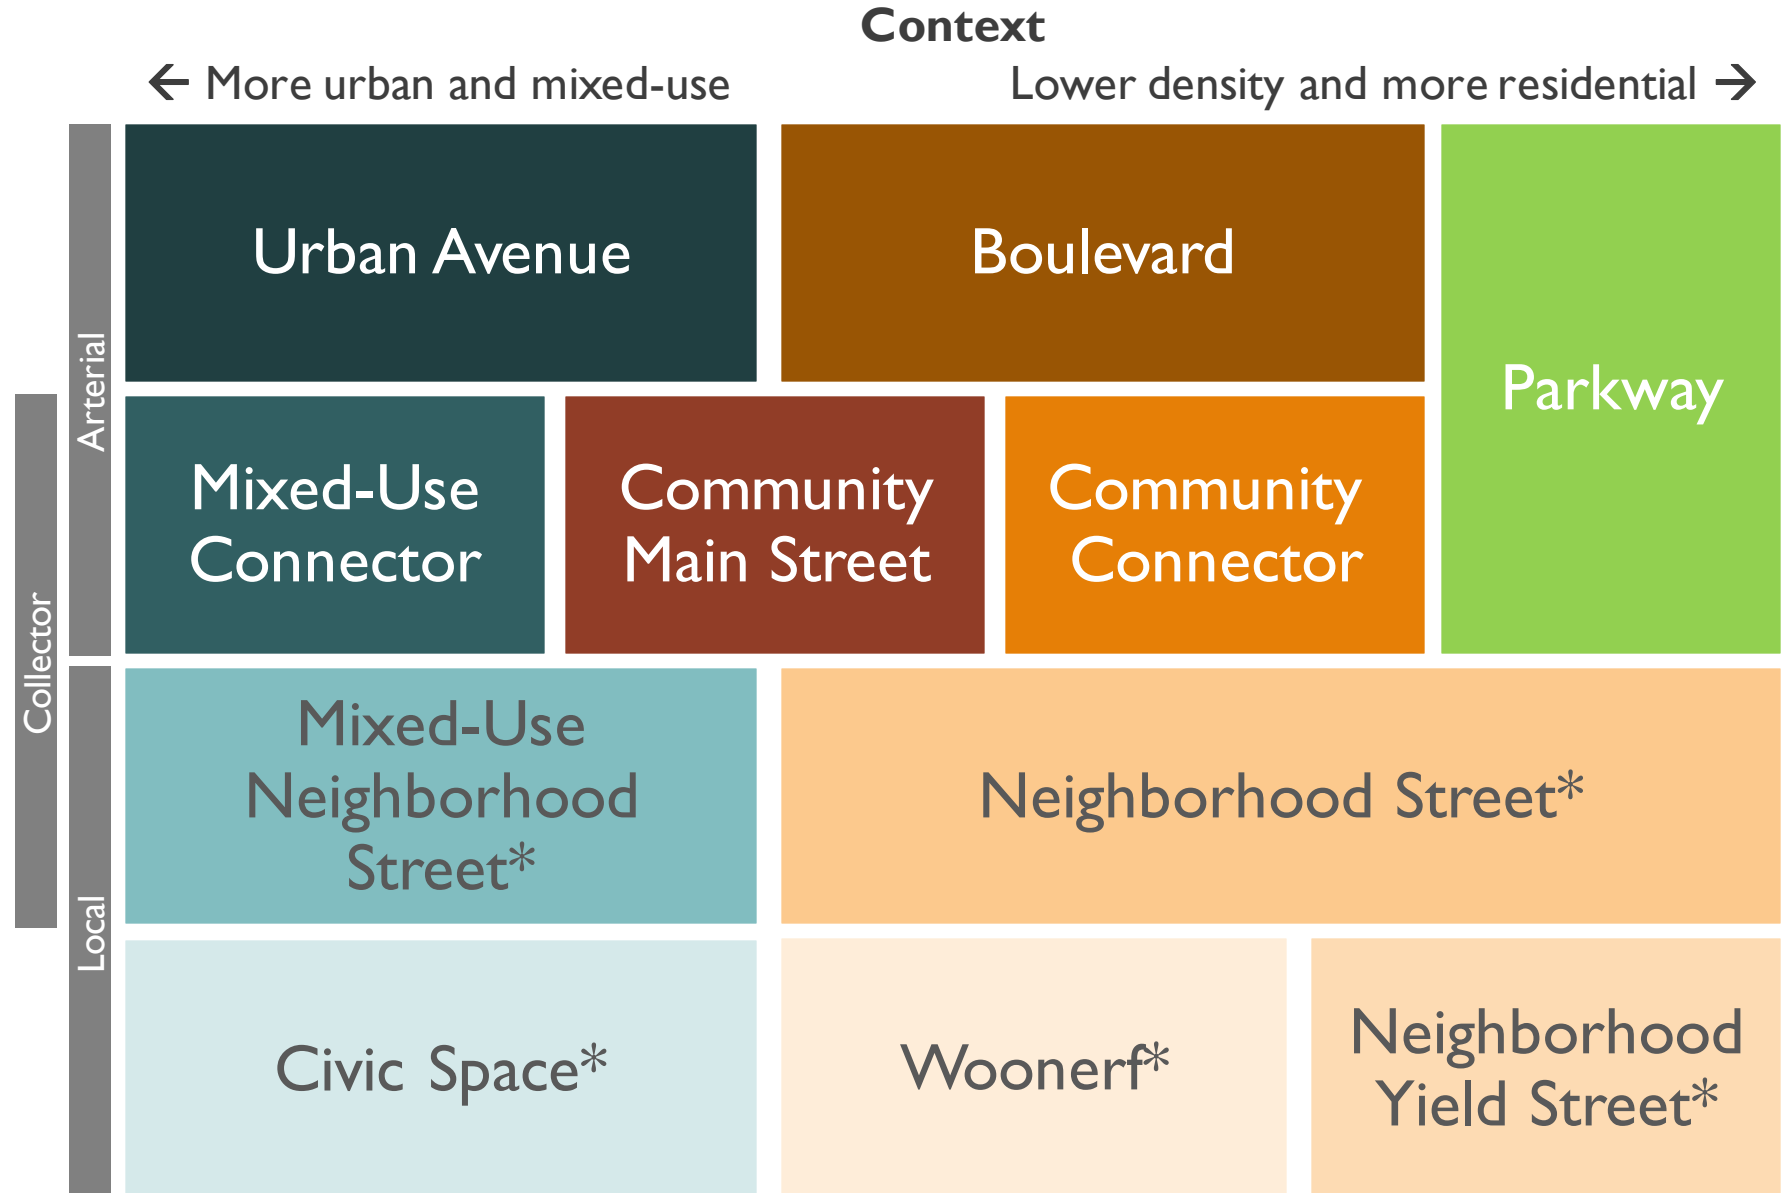 Context
← More urban and mixed-use
Lower density and more residential →
Arterial
Collector
Local
Urban Avenue
Boulevard
Parkway
Mixed-Use
Connector
Community
Main Street
Community
Connector
Mixed-Use
Neighborhood
Street*
Neighborhood Street*
Civic Space*
Woonerf*
Neighborhood
Yield Street*